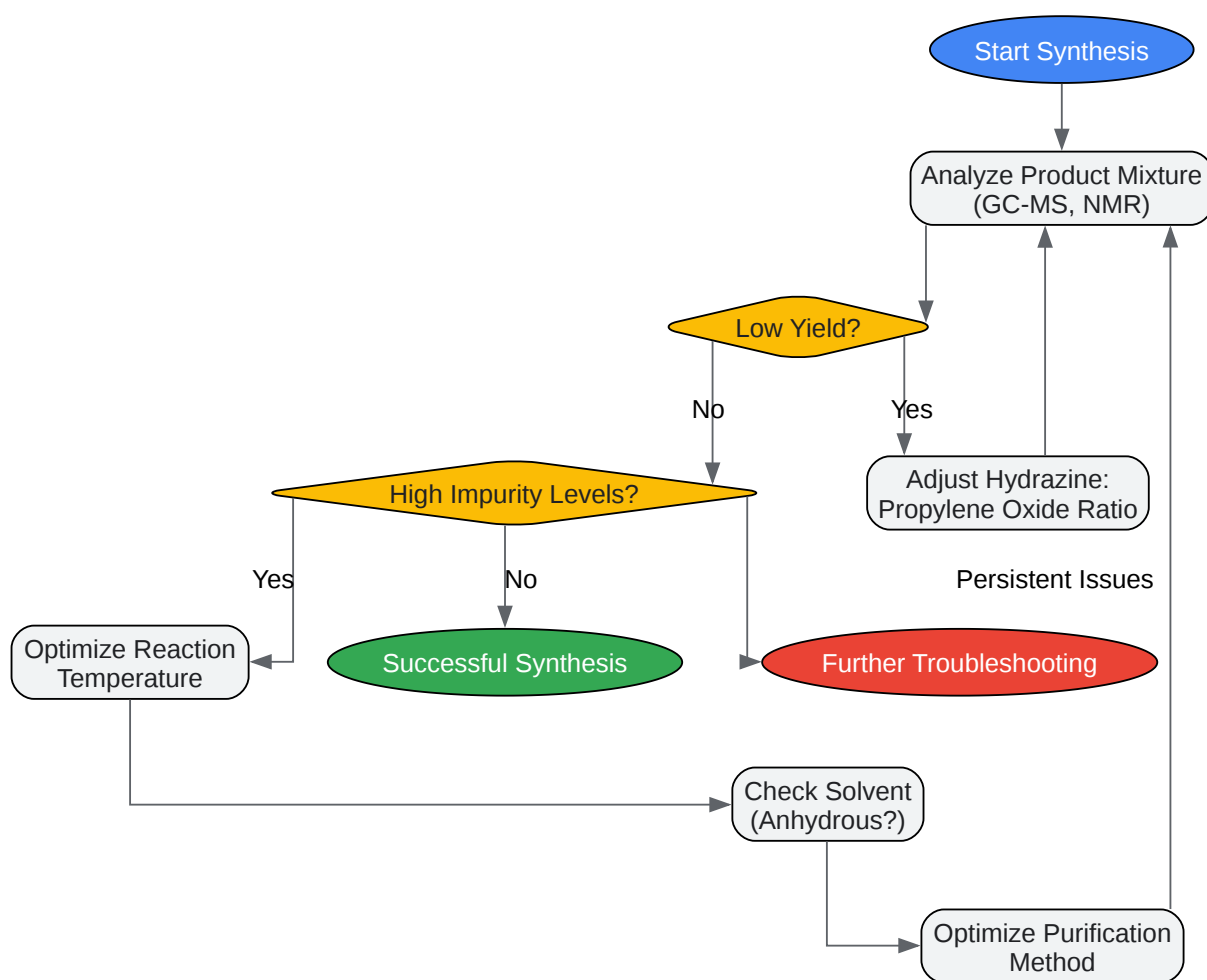 Start Synthesis
Analyze Product Mixture
(GC-MS, NMR)
Low Yield?
No
Yes
High Impurity Levels?
Adjust Hydrazine:
Propylene Oxide Ratio
Yes
No
Persistent Issues
Optimize Reaction
Temperature
Successful Synthesis
Further Troubleshooting
Check Solvent
(Anhydrous?)
Optimize Purification
Method